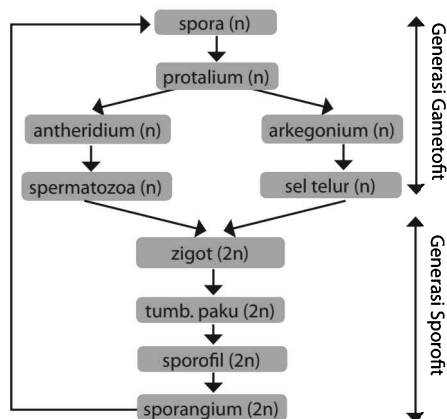 spora (n)
protalium (n)
antheridium (n)
arkegonium (n)
spermatozoa (n)
sel telur (n)
Generasi Gametofit
zigot (2n)
tumb. paku (2n)
sporofil (2n)
sporangium (2n)
Generasi Sporofit